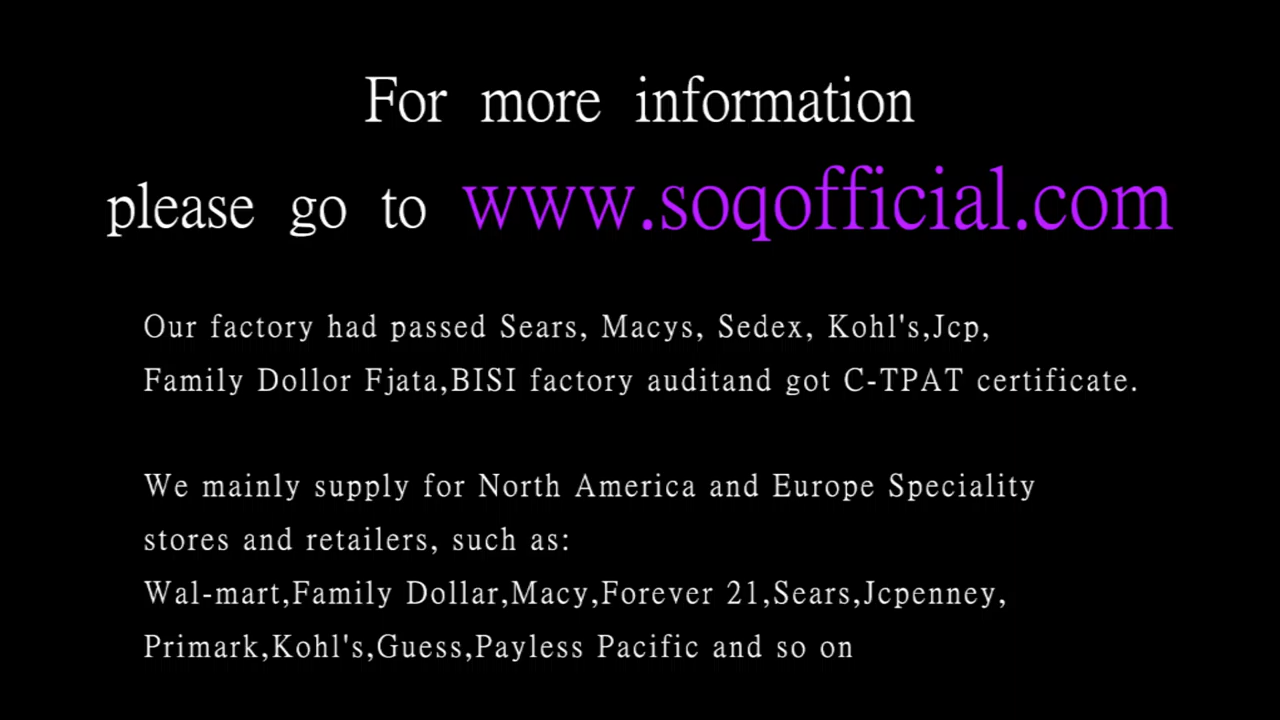 For more information
please go to www.soqofficial.com
Our factory had passed Sears, Macys, Sedex, Kohl's,Jcp,
Family Dollor Fjata,BISI factory auditand got C-TPAT certificate.
We mainly supply for North America and Europe Speciality
stores and retailers, such as:
Wal-mart,Family Dollar,Macy,Forever 21,Sears,Jcpenney,
Primark,Kohl's,Guess,Payless Pacific and so on